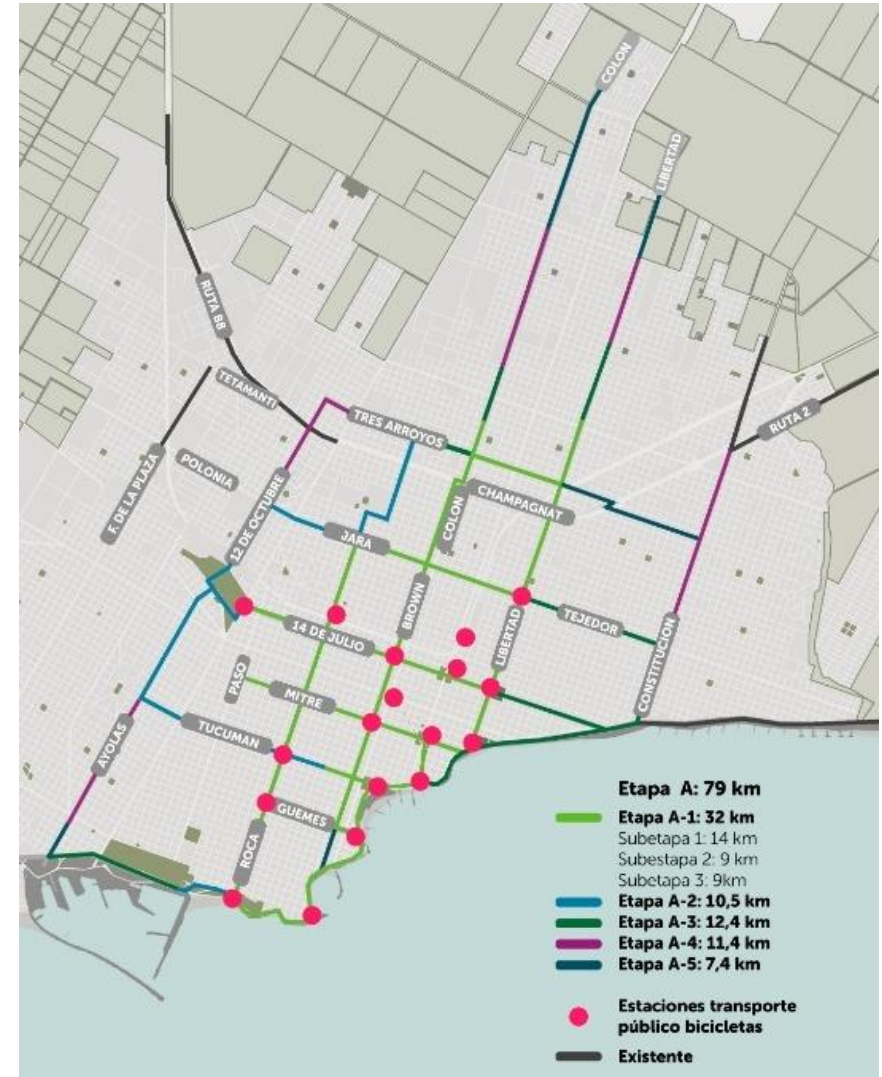 COLON
LIBERTAD
RUTA 88
TETAMANTI
TRES ARROYOS
RUTA 2
POLONIA
F. DE LA PLAZA
12 DE OCTUBRE
CHAMPAGNAT
COLON
JARA
BROWN
LIBERTAD
TEJEDOR
14 DE JULIO
CONSTITUCION
PASO
MITRE
TUCUMAN
AYOLAS
GUEMES
ROCA
Etapa A: 79 km
Etapa A-1: 32 km
Subetapa 1: 14 km
Subestapa 2: 9 km
Subetapa 3: 9km
Etapa A-2: 10,5 km
Etapa A-3: 12,4 km
Etapa A-4: 11,4 km
Etapa A-5: 7,4 km
Estaciones transporte
público bicicletas
Existente